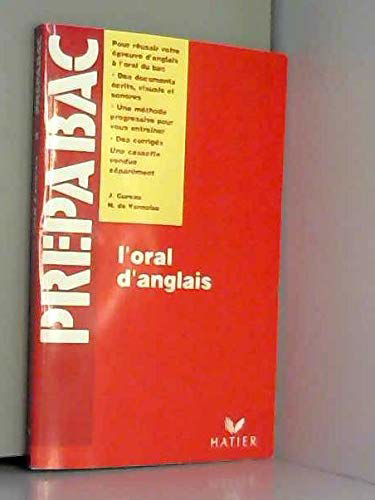 PREPABAC
Pour réussir votre
épreuve d'anglais
à l'oral du bac
• Des documents
écrits, visuels et
sonores
• Une méthode
progressive pour
vous entraîner
• Des corrigés
Une cassette
vendue
séparément
J.
de
l'oral
d'anglais
HATIER